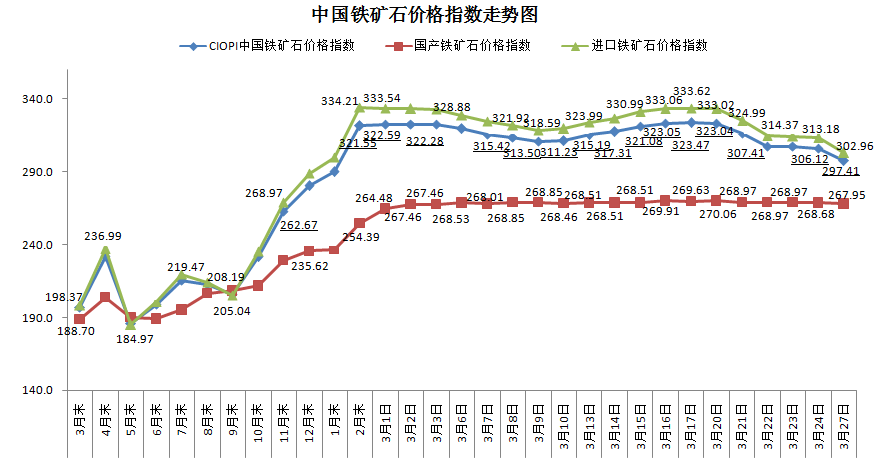 中国铁矿石价格指数走势图
CIOPI中国铁矿石价格指数 国产铁矿石价格指数 进口铁矿石价格指数
340.0
290.0
240.0
190.0
140.0
198.37
236.99
184.97
219.47
205.04
268.97
334.21
333.54
328.88
321.92
318.59
323.99
330.99
333.06
333.62
333.02
324.99
314.37
313.18
302.96
262.67
321.55
322.59
322.28
315.42
313.50
311.23
315.19
317.31
321.08
323.05
323.47
323.04
307.41
306.12
297.41
188.70
208.19
235.62
254.39
264.48
267.46
267.46
268.53
268.01
268.85
268.85
268.46
268.51
268.51
268.51
269.91
269.63
270.06
268.97
268.97
268.97
268.68
267.95
3月末
4月末
5月末
6月末
7月末
8月末
9月末
10月末
11月末
12月末
1月末
2月末
3月1日
3月2日
3月3日
3月6日
3月7日
3月8日
3月9日
3月10日
3月13日
3月14日
3月15日
3月16日
3月17日
3月20日
3月21日
3月22日
3月23日
3月24日
3月27日